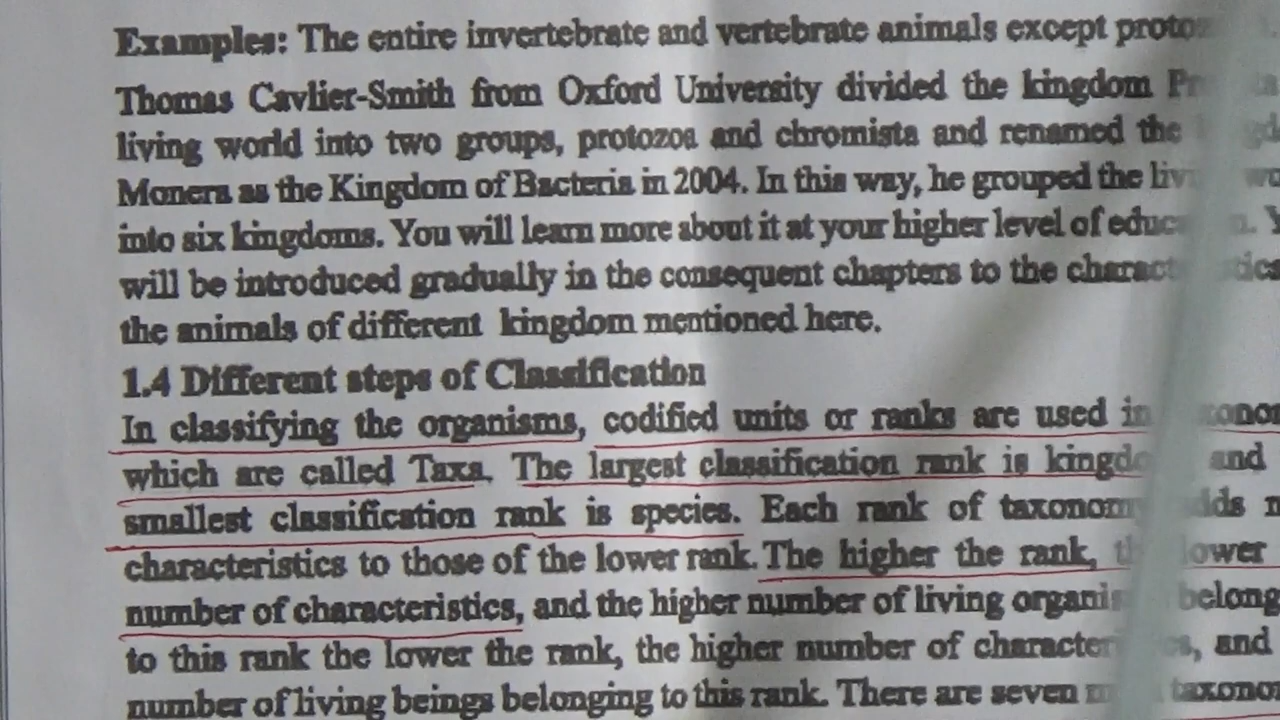 Examples: The entire invertebrate and vertebrate animals except
Thomas Cavlier-Smith from Oxford University divided the kingdom
living world into two groups, protozoa and chromista and renamed the
Monera as the Kingdom of Bacteria in 2004. In this way, he grouped the
into six kingdoms. You will learn more about it at your higher level of
will be introduced gradually in the consequent chapters to the
the animals of different kingdom mentioned here.
1.4 Different steps of Classification
In classifying the organisms, codified units or ranks are used in
which are called Taxa. The largest classification rank is and
smallest classification rank is species. Each rank of
characteristics to those of the lower rank. The higher the rank, lower
number of characteristics, and the higher number of living belong
to this rank the lower the rank, the higher number of and
number of living beings belonging to this rank. There are seven